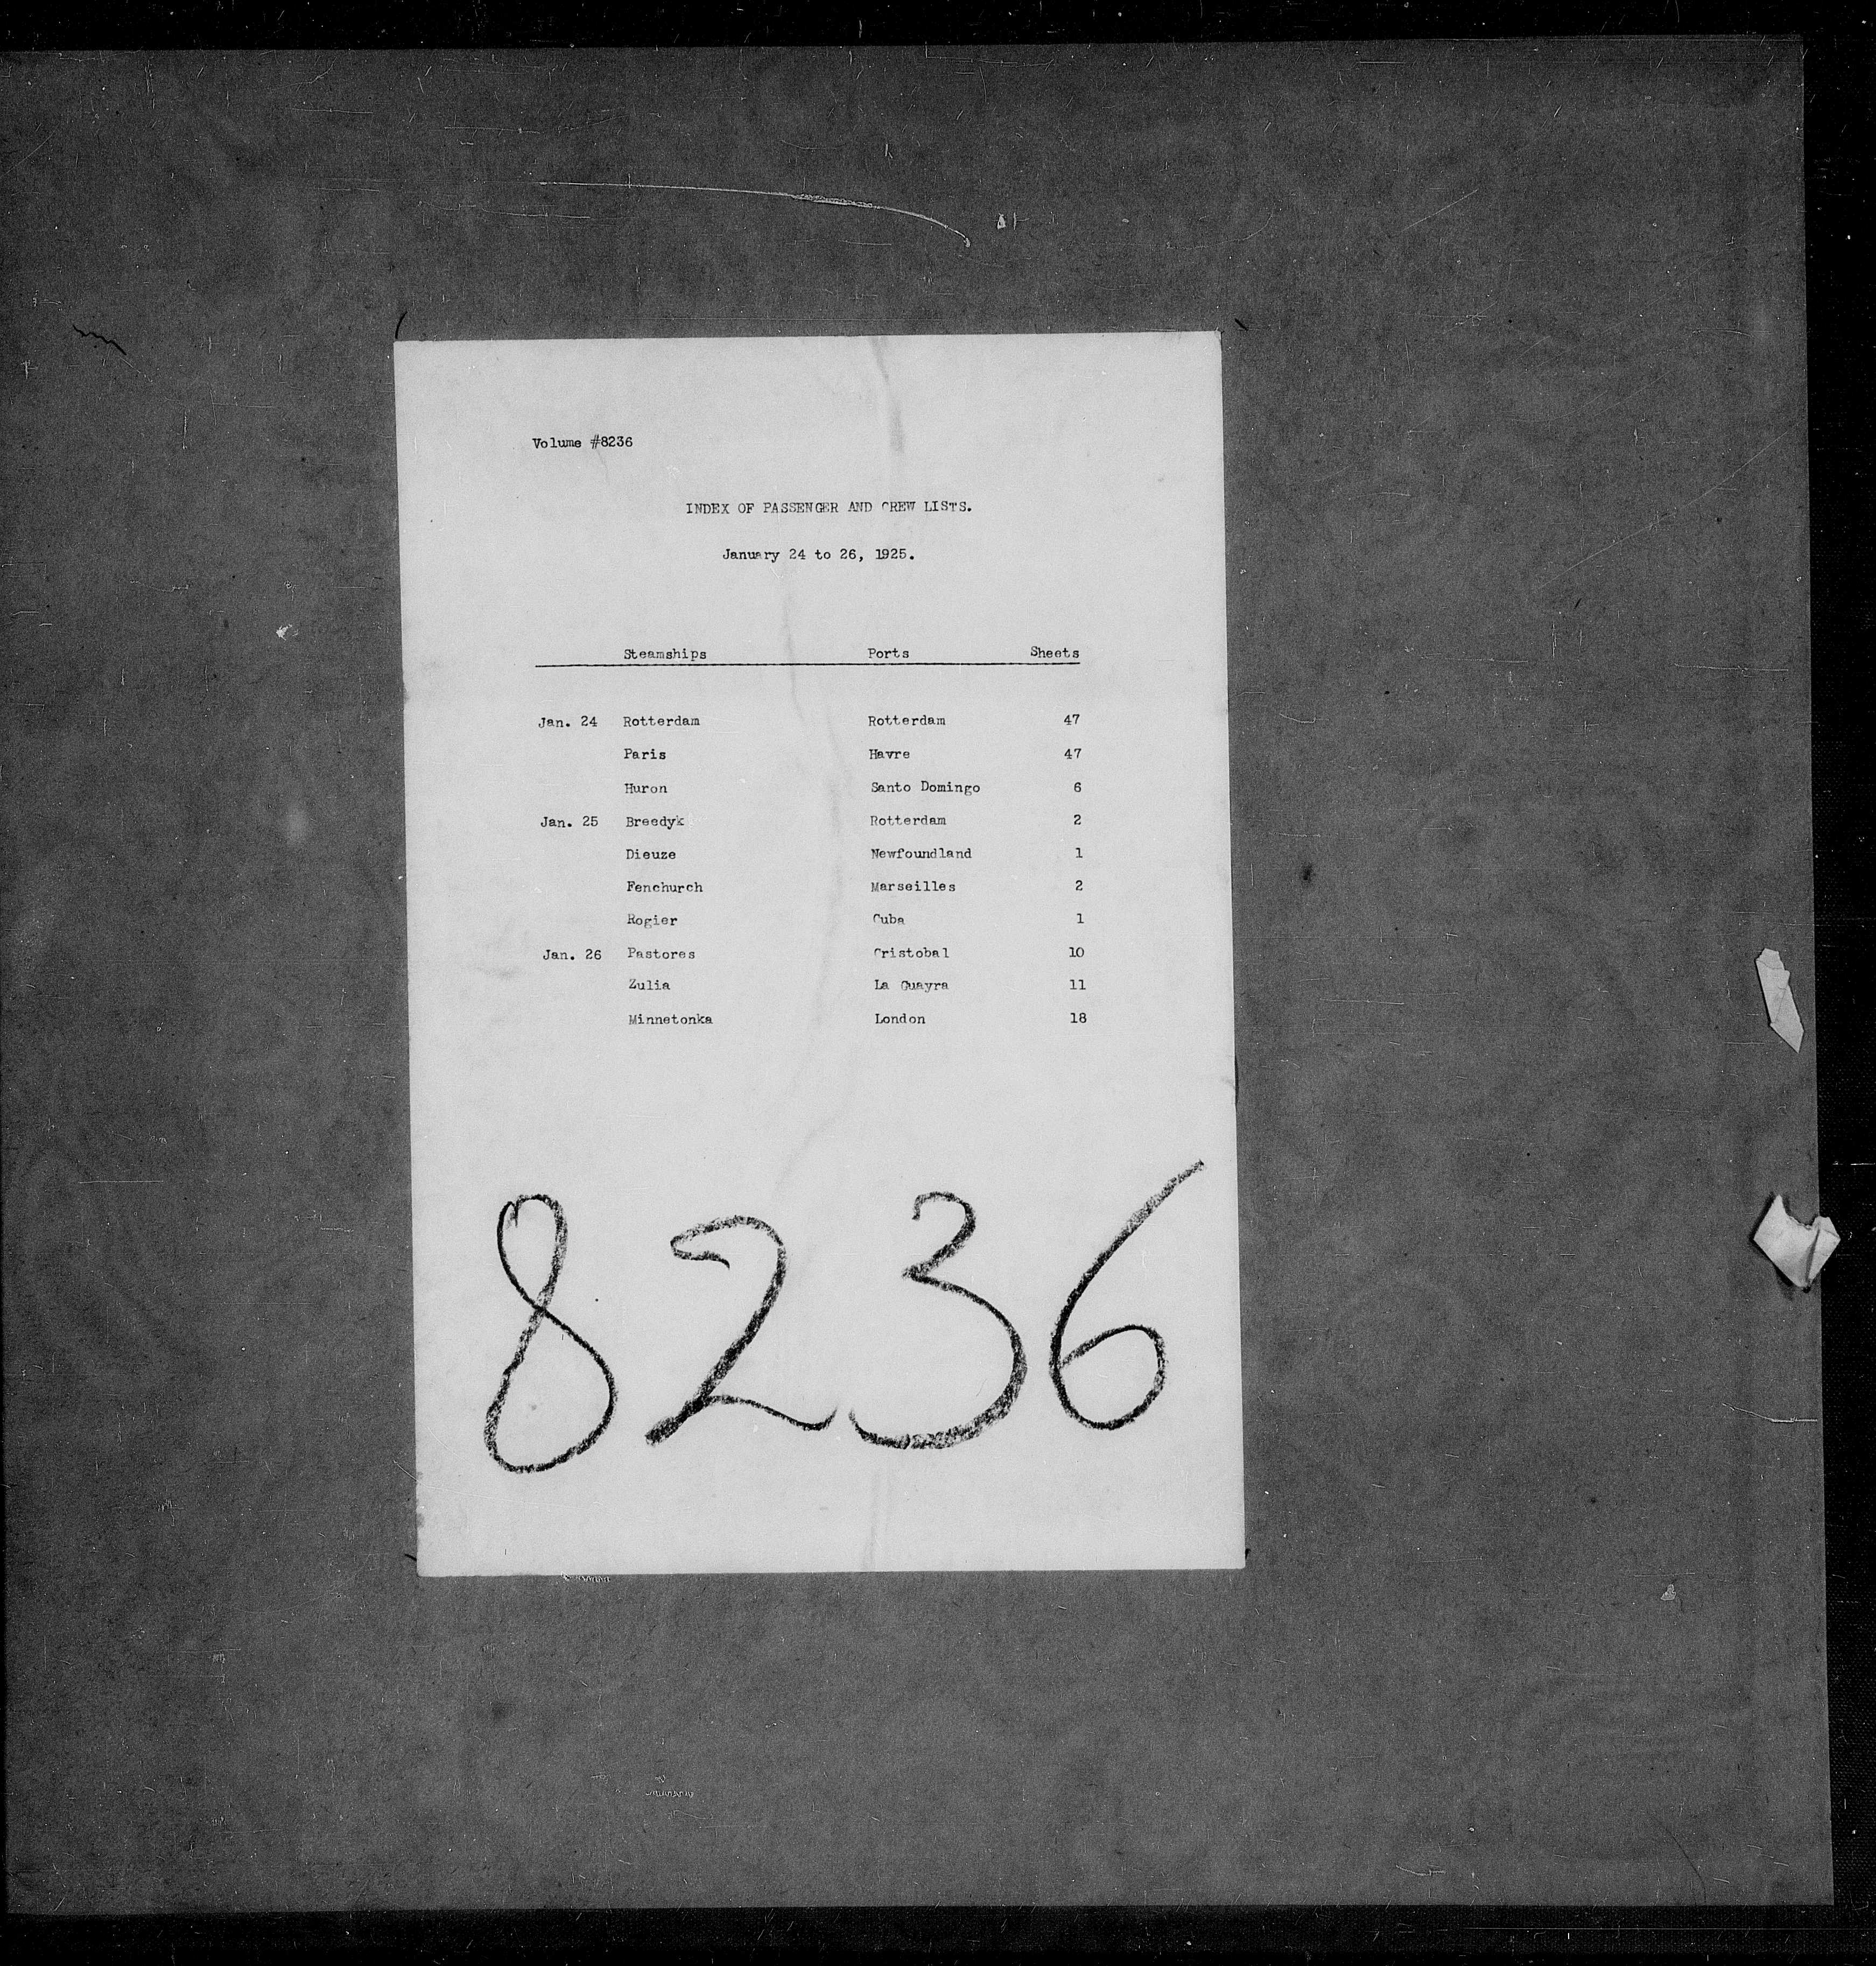 Volume #8236
INDEX OF PASSENGER AND CREW LISTS.
January 24 to 26, 1925.
Steamships Ports Sheets
Jan. 24 Rotterdam Rotterdam 47
Paris Havre 47
Huron Santo Domingo 6
Jan. 25 Breedyk Rotterdam 2
Dieuze Newfoundland 1
Fenchurch Marseilles 2
Rogier Cuba 1
Jan. 26 Pastores Cristobal 10
Zulia La Guayra 11
Minnetonka London 18
8236